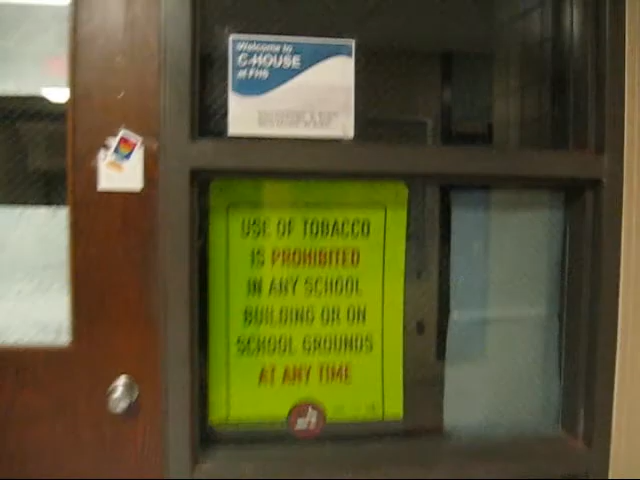 Welcome to
C-HOUSE
at FHS
USE OF TOBACCO
IS PROHIBITED
IN ANY SCHOOL
BUILDING OR ON
SCHOOL GROUNDS
AT ANY TIME